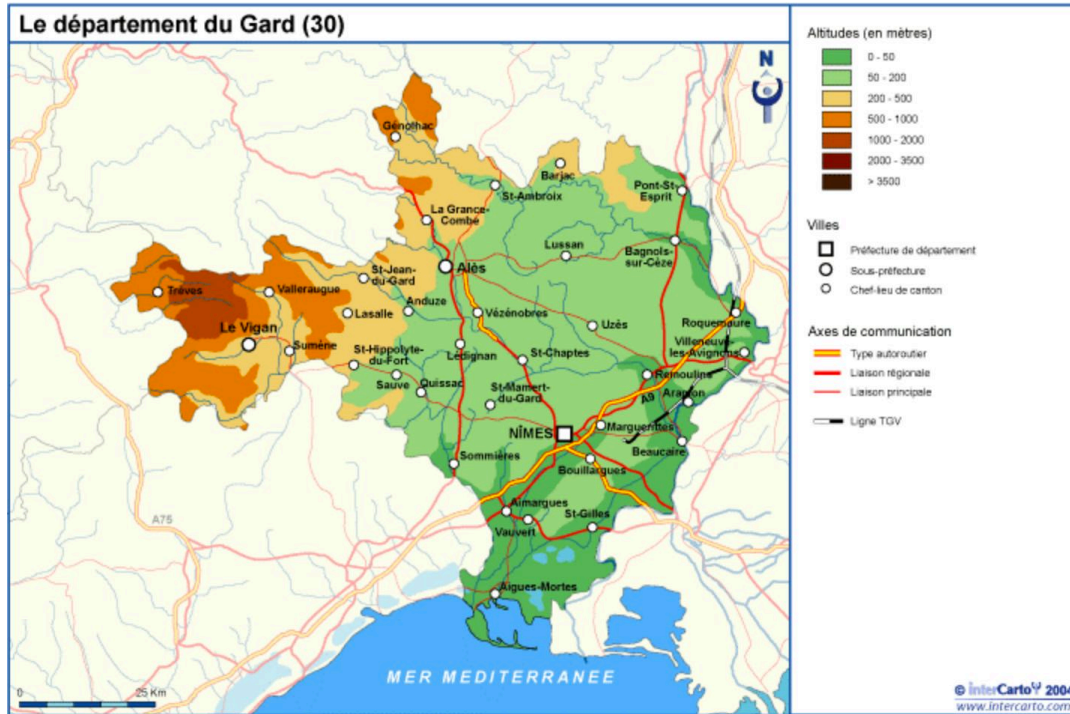 Le département du Gard (30)
N
Génolhac
Barjac
St-Ambroix
Pont-St-
Esprit
La Grance-
Combe
Lussan
Bagnols-
sur-Cèze
Alès
St-Jean-
du-Gard
Trèves
Valleraugue
Anduze
Lasalle
Vézénobres
Uzès
Roquemaure
Le Vigan
Sumène
Villeneuve-
les-Avignons
St-Hippolyte-
du-Fort
Lédignan
St-Chaptes
Sauve
Quissac
Remoulins
St-Mamert-
du-Gard
A9
Aramon
NÎMES
Marguerittes
Beaucaire
Sommières
Bouillargues
A75
Aimargues
St-Gilles
Vauvert
Aigues-Mortes
MER MEDITERRANEE
0
25 Km
Altitudes (en mètres)
0 - 50
50 - 200
200 - 500
500 - 1000
1000 - 2000
2000 - 3500
> 3500
Villes
Préfecture de département
Sous-préfecture
Chef-lieu de canton
Axes de communication
Type autoroutier
Liaison régionale
Liaison principale
Ligne TGV
© interCarto 2004
www.intercarto.com